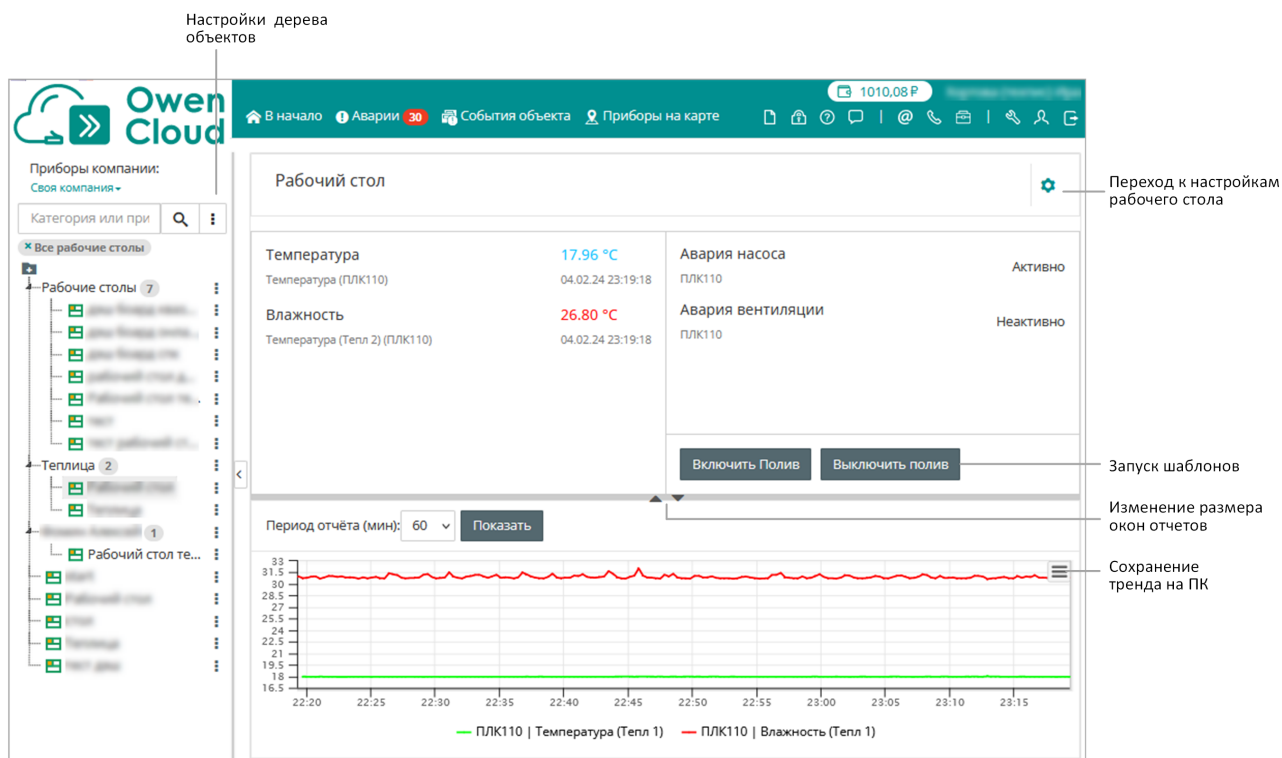 Настройки дерева
объектов
Owen
Cloud
1010,08 ₽
В начало Аварии 30 События объекта Приборы на карте
Приборы компании:
Своя компания
Категория или при
× Все рабочие столы
Рабочие столы 7
Теплица 2
1
Рабочий стол те...
Рабочий стол
Переход к настройкам
рабочего стола
Температура 17.96 °C
Температура (ПЛК110) 04.02.24 23:19:18
Влажность 26.80 °C
Температура (Тепл 2) (ПЛК110) 04.02.24 23:19:18
Авария насоса Активно
ПЛК110
Авария вентиляции Неактивно
ПЛК110
Включить Полив Выключить полив
Запуск шаблонов
Изменение размера
окон отчетов
Период отчёта (мин): 60 Показать
Сохранение
тренда на ПК
33
31.5
30
28.5
27
25.5
24
22.5
21
19.5
18
16.5
22:20 22:25 22:30 22:35 22:40 22:45 22:50 22:55 23:00 23:05 23:10 23:15
ПЛК110 | Температура (Тепл 1) ПЛК110 | Влажность (Тепл 1)